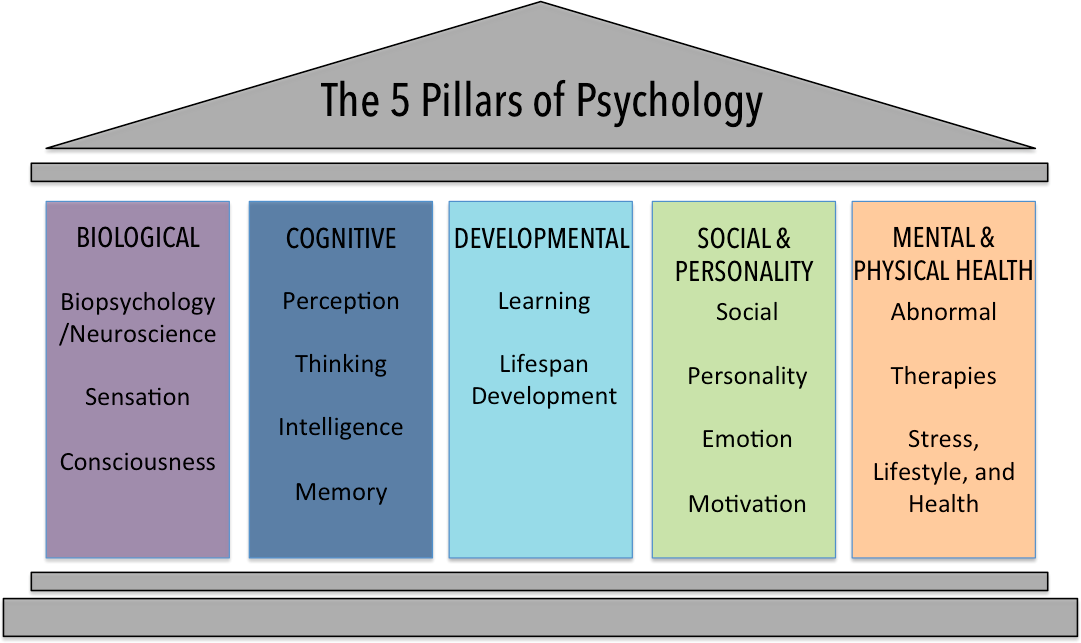 The 5 Pillars of Psychology
BIOLOGICAL
Biopsychology
/Neuroscience
Sensation
Consciousness
COGNITIVE
Perception
Thinking
Intelligence
Memory
DEVELOPMENTAL
Learning
Lifespan
Development
SOCIAL &
PERSONALITY
Social
Personality
Emotion
Motivation
MENTAL &
PHYSICAL HEALTH
Abnormal
Therapies
Stress,
Lifestyle, and
Health